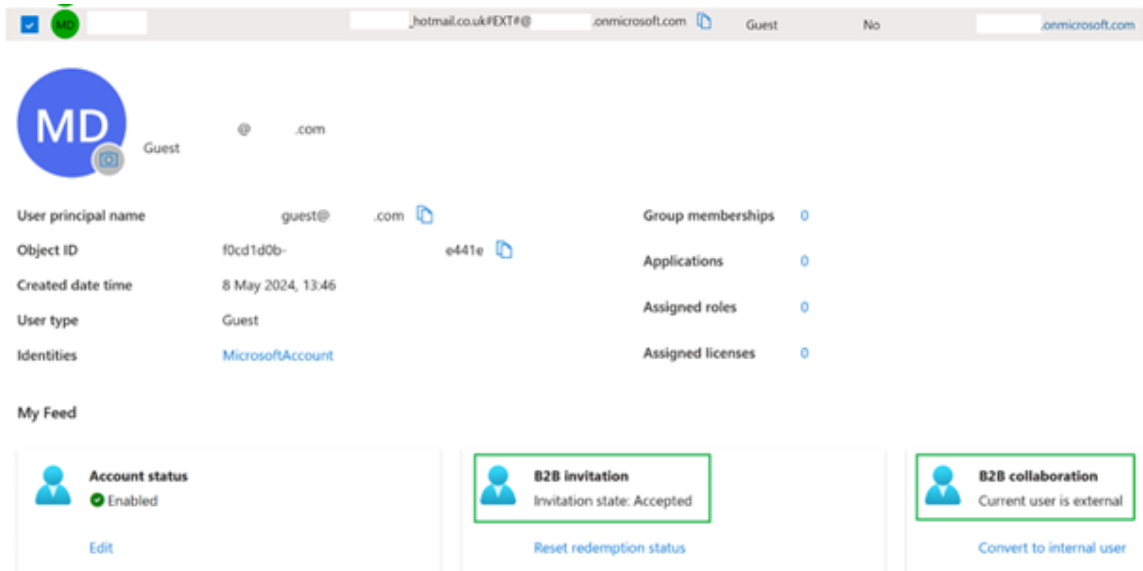 MD _hotmail.co.uk#EXT#@ .onmicrosoft.com Guest No .onmicrosoft.com
MD
@ .com
Guest
User principal name guest@ .com
Object ID f0cd1d0b- e441e
Created date time 8 May 2024, 13:46
User type Guest
Identities MicrosoftAccount
Group memberships 0
Applications 0
Assigned roles 0
Assigned licenses 0
My Feed
Account status
Enabled
Edit
B2B invitation
Invitation state: Accepted
Reset redemption status
B2B collaboration
Current user is external
Convert to internal user